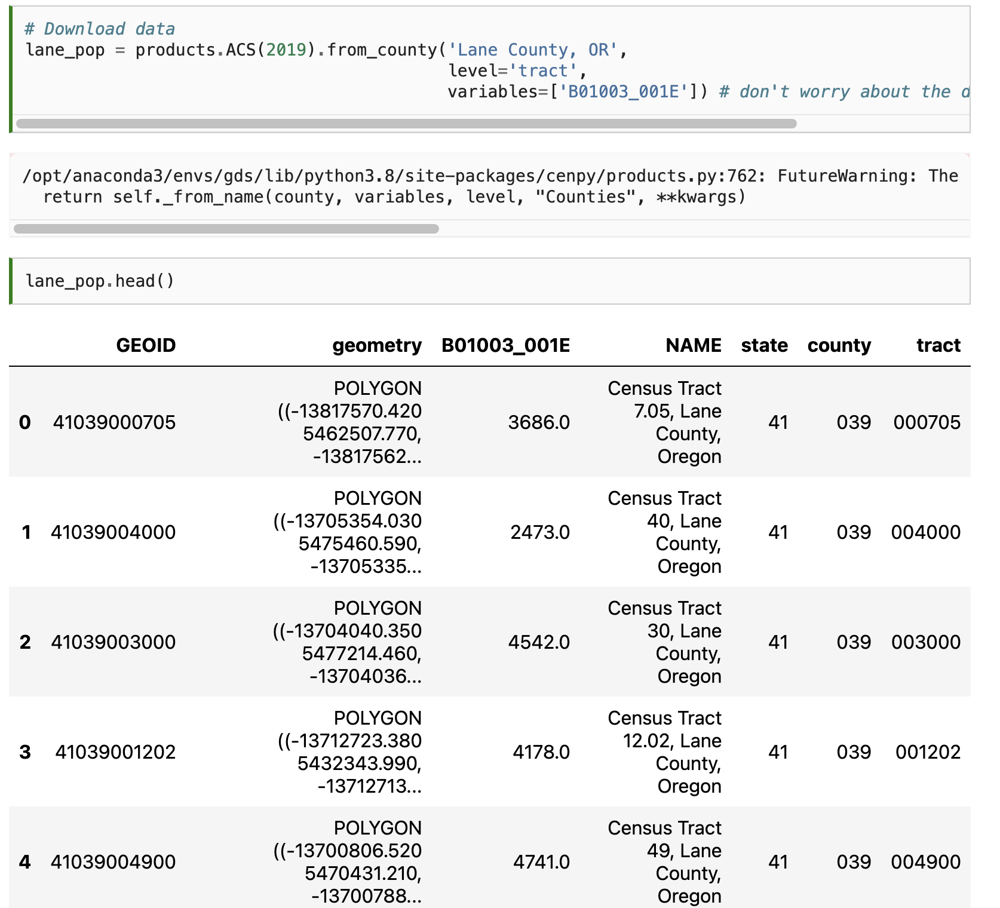 # Download data
lane_pop = products.ACS(2019).from_county('Lane County, OR',
level='tract',
variables=['B01003_001E']) # don't worry about the
/opt/anaconda3/envs/gds/lib/python3.8/site-packages/cenpy/products.py:762: FutureWarning: The
return self._from_name(county, variables, level, "Counties", **kwargs)
lane_pop.head()
GEOID geometry B01003_001E NAME state county tract
POLYGON Census Tract
((-13817570.420 7.05, Lane
0 41039000705 3686.0 41 039 000705
5462507.770, County,
-13817562... Oregon
POLYGON Census Tract
((-13705354.030 40, Lane
1 41039004000 2473.0 41 039 004000
5475460.590, County,
-13705335... Oregon
POLYGON Census Tract
((-13704040.350 30, Lane
2 41039003000 4542.0 41 039 003000
5477214.460, County,
-13704036... Oregon
POLYGON Census Tract
((-13712723.380 12.02, Lane
3 41039001202 4178.0 41 039 001202
5432343.990, County,
-13712713... Oregon
POLYGON Census Tract
((-13700806.520 49, Lane
4 41039004900 4741.0 41 039 004900
5470431.210, County,
-13700788... Oregon